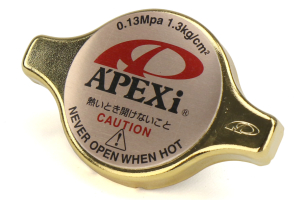 0.13Mpa 1.3kg/cm²
A'PEXi®
熱いとき開けないこと
CAUTION
NEVER OPEN WHEN HOT